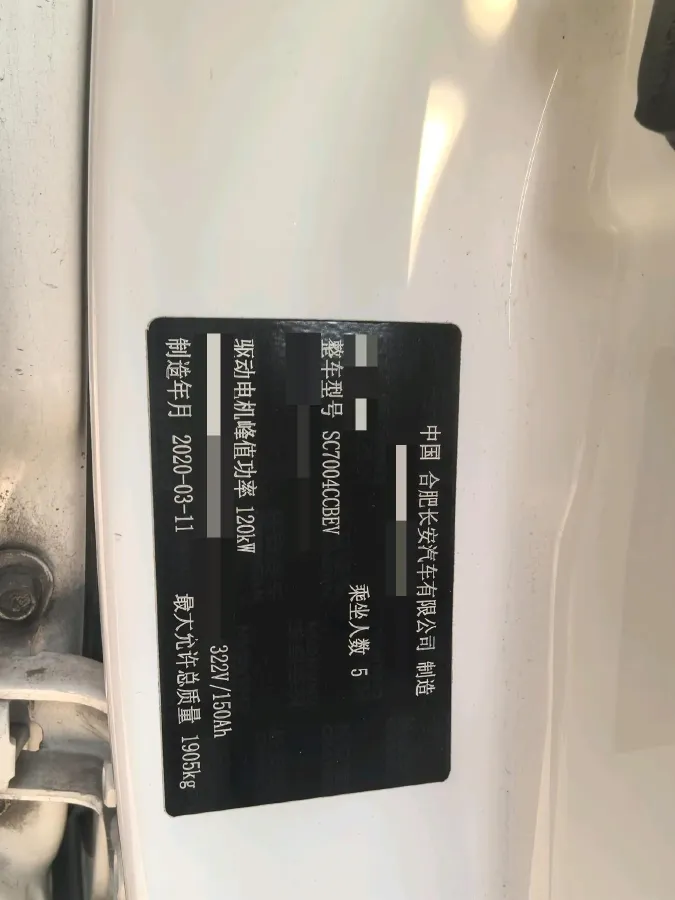 中国 合肥长安汽车有限公司 制造
乘坐人数 5
整车型号 SC7004CCBEV
驱动电机峰值功率 120kW
322V/150Ah
制造年月 2020-03-11 最大允许总质量 1905kg